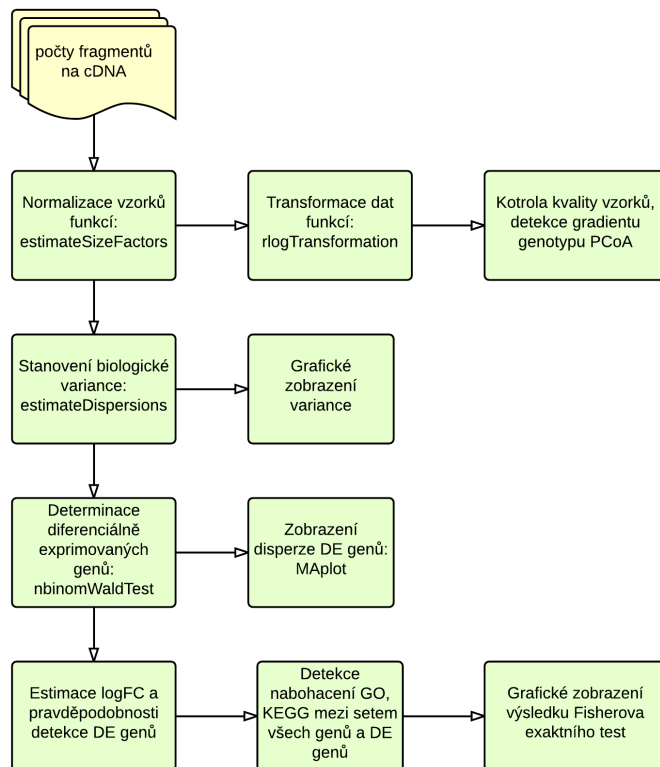 počty fragmentů
na cDNA
Normalizace vzorků
funkcí:
estimateSizeFactors
Transformace dat
funkcí:
rlogTransformation
Kotrola kvality vzorků,
detekce gradientu
genotypu PCoA
Stanovení biologické
variance:
estimateDispersions
Grafické
zobrazení
variance
Determinace
diferenciálně
exprimovaných
genů:
nbinomWaldTest
Zobrazení
disperze DE genů:
MAplot
Estimace logFC a
pravděpodobnosti
detekce DE genů
Detekce
nabohacení GO,
KEGG mezi setem
všech genů a DE
genů
Grafické zobrazení
výsledku Fisherova
exaktního test